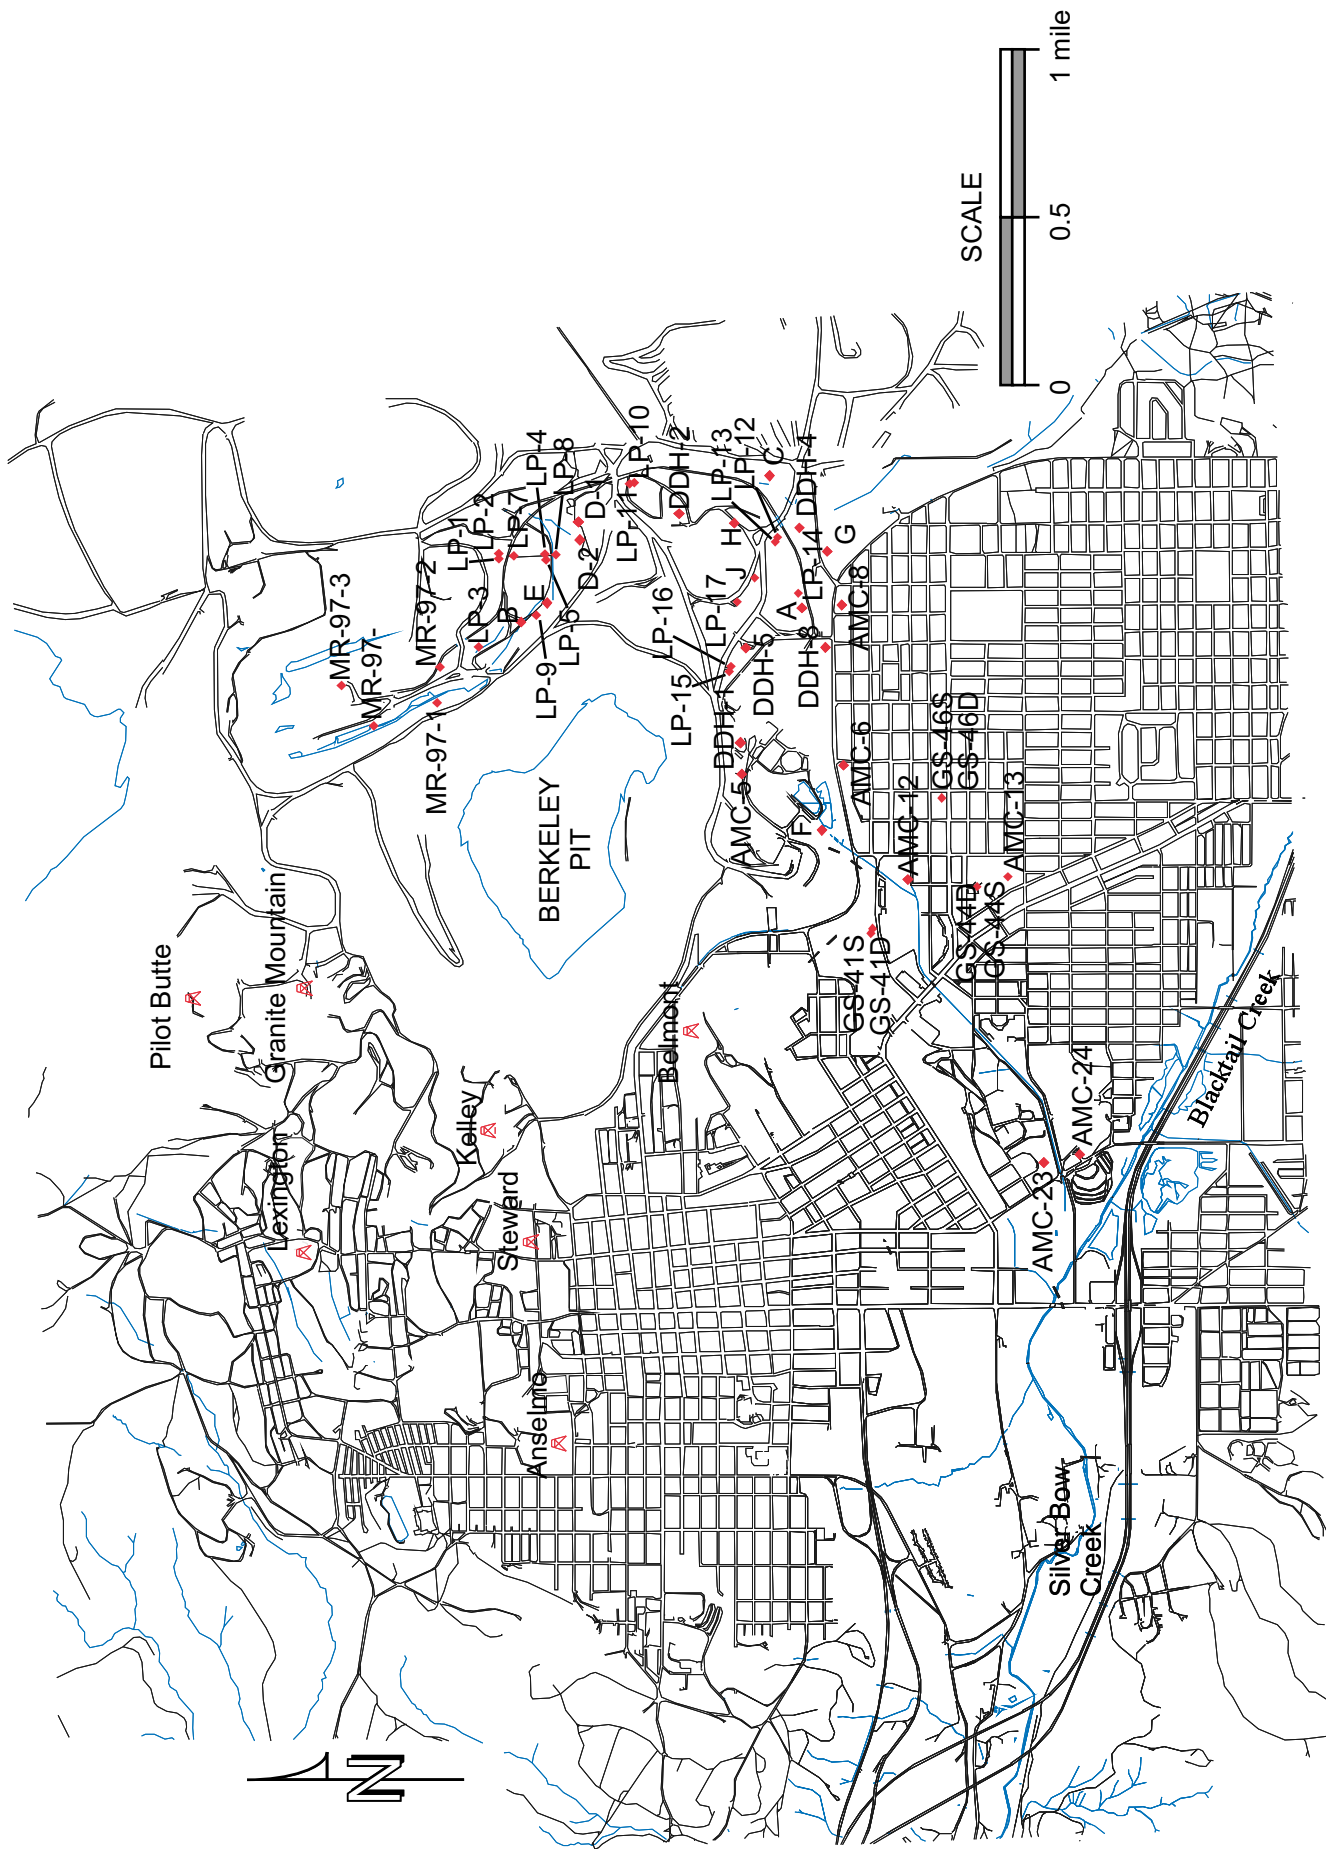 Pilot Butte
Granite Mountain
Lexington
Kelley
Steward
Anselmo
Belmont
BERKELEY
PIT
MR-97-3
MR-97-
MR-97-2
MR-97-1
LP-1
LP-2
LP-3
LP-7
LP-4
LP-8
B
E
LP-9
LP-6
D-2
D-1
LP-11
LP-10
DDH-2
LP-16
LP-17
LP-15
J
H
LP-13
LP-12
C
DDH-1
DDH-5
A
LP-14
DDH-4
G
DDH-8
AMC-8
AMC-5
F
AMC-6
AMC-12
GS-46S
GS-46D
AMC-13
GS-44D
GS-44S
GS-41S
GS-41D
AMC-24
AMC-23
Blacktail Creek
Silver Bow
Creek
SCALE
0
0.5
1 mile
N